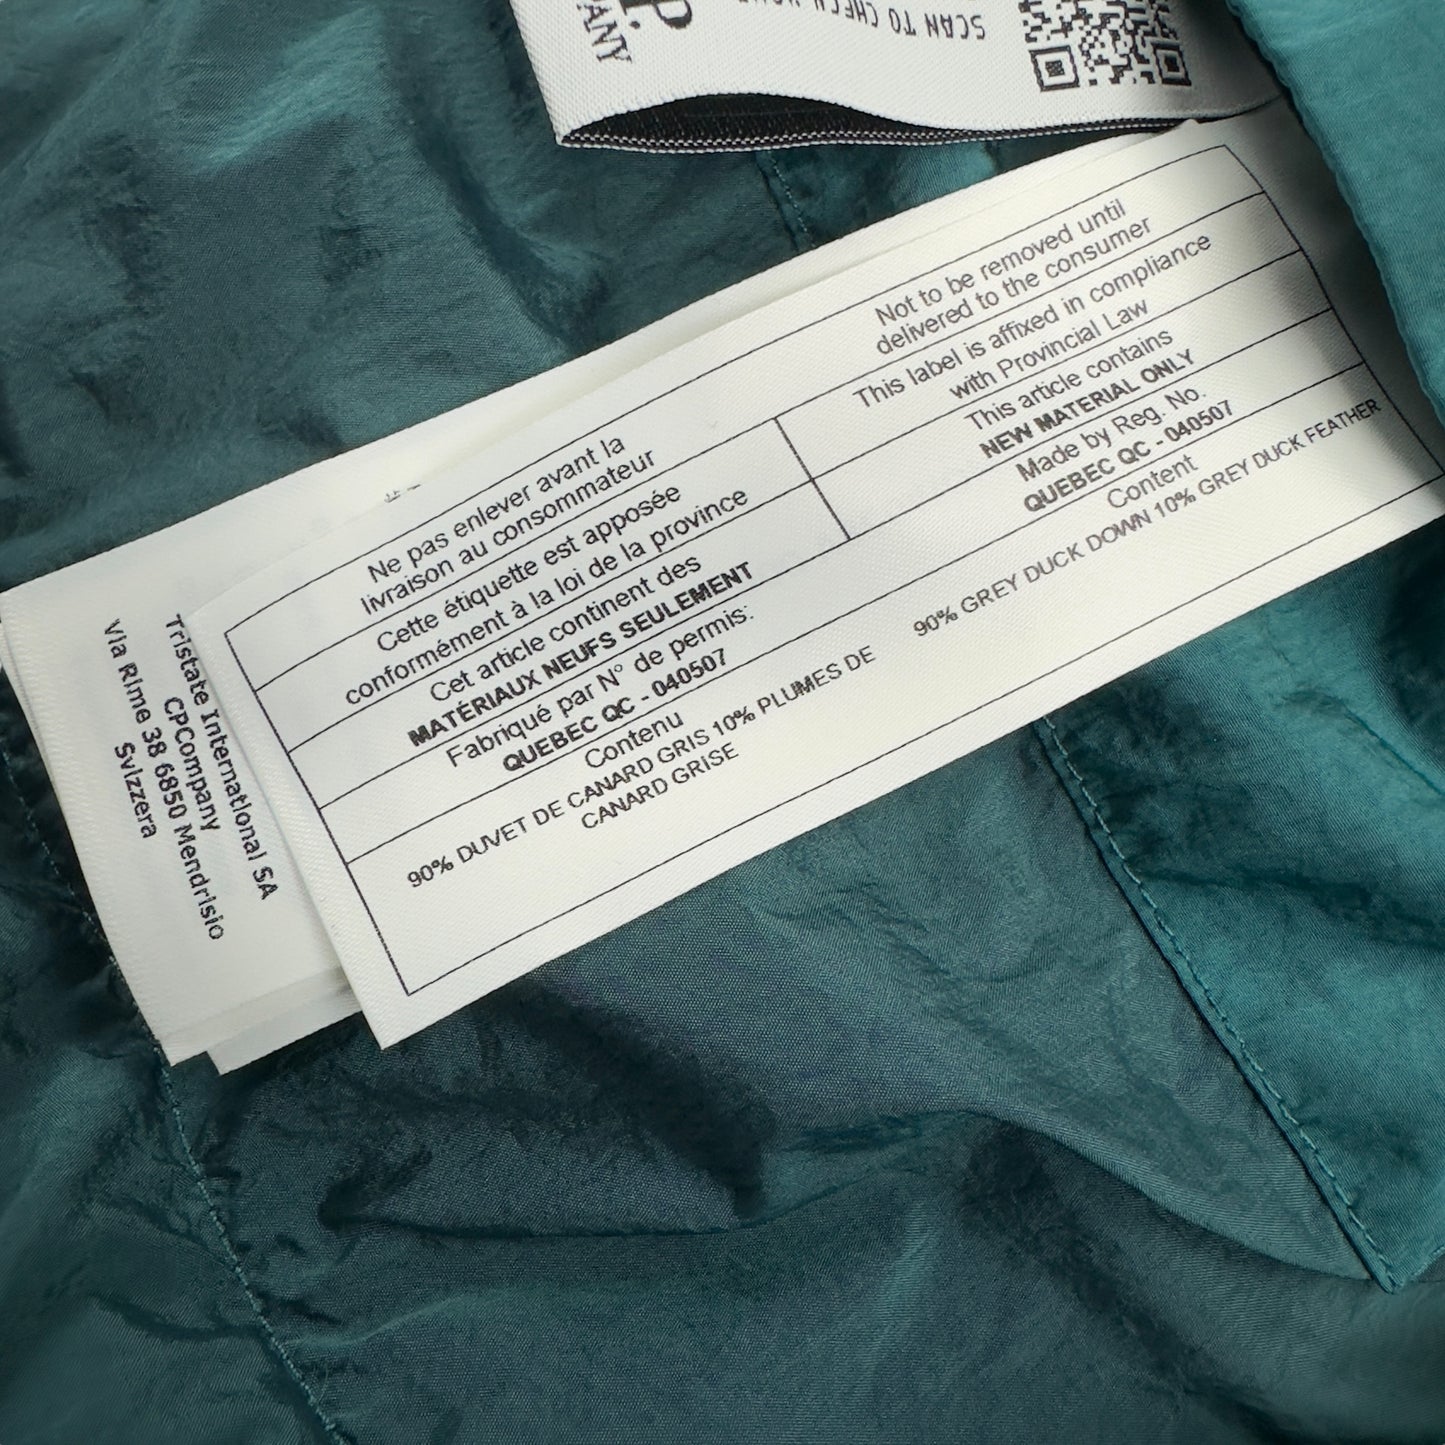 P.
PANY
SCAN TO CHECK
Not to be removed until
delivered to the consumer
This label is affixed in compliance
with Provincial Law
This article contains
NEW MATERIAL ONLY
Made by Reg. No.
QUEBEC QC - 040507
Content
90% GREY DUCK DOWN 10% GREY DUCK FEATHER
Ne pas enlever avant la
livraison au consommateur
Cette étiquette est apposée
conformément à la loi de la province
Cet article continent des
MATÉRIAUX NEUFS SEULEMENT
Fabriqué par N° de permis:
QUEBEC QC - 040507
Contenu
90% DUVET DE CANARD GRIS 10% PLUMES DE
CANARD GRISE
Tristate International SA
CPCompany
Via Rime 38 6850 Mendrisio
Svizzera